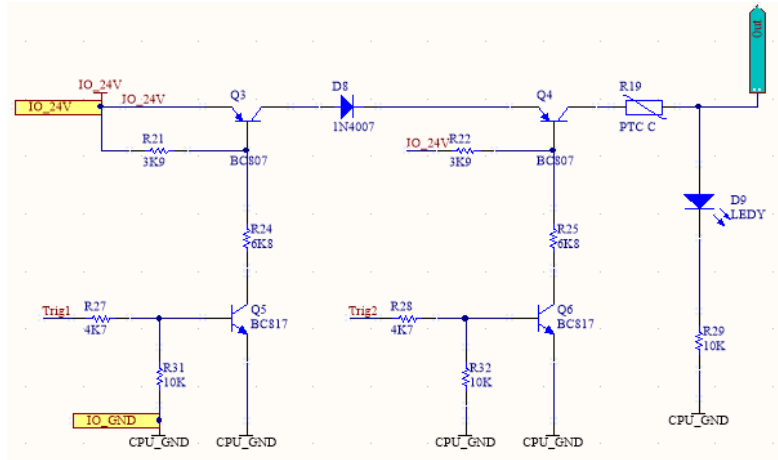 Out
IO_24V
IO_24V
IO_24V
Q3
D8
Q4
R19
1N4007
PTC C
R21
3K9
BC807
IO_24V
R22
3K9
BC807
D9
LEDY
R24
6K8
R25
6K8
Trig1
R27
4K7
Q5
BC817
Trig2
R28
4K7
Q6
BC817
R29
10K
R31
10K
R32
10K
IO_GND
CPU_GND
CPU_GND
CPU_GND
CPU_GND
CPU_GND